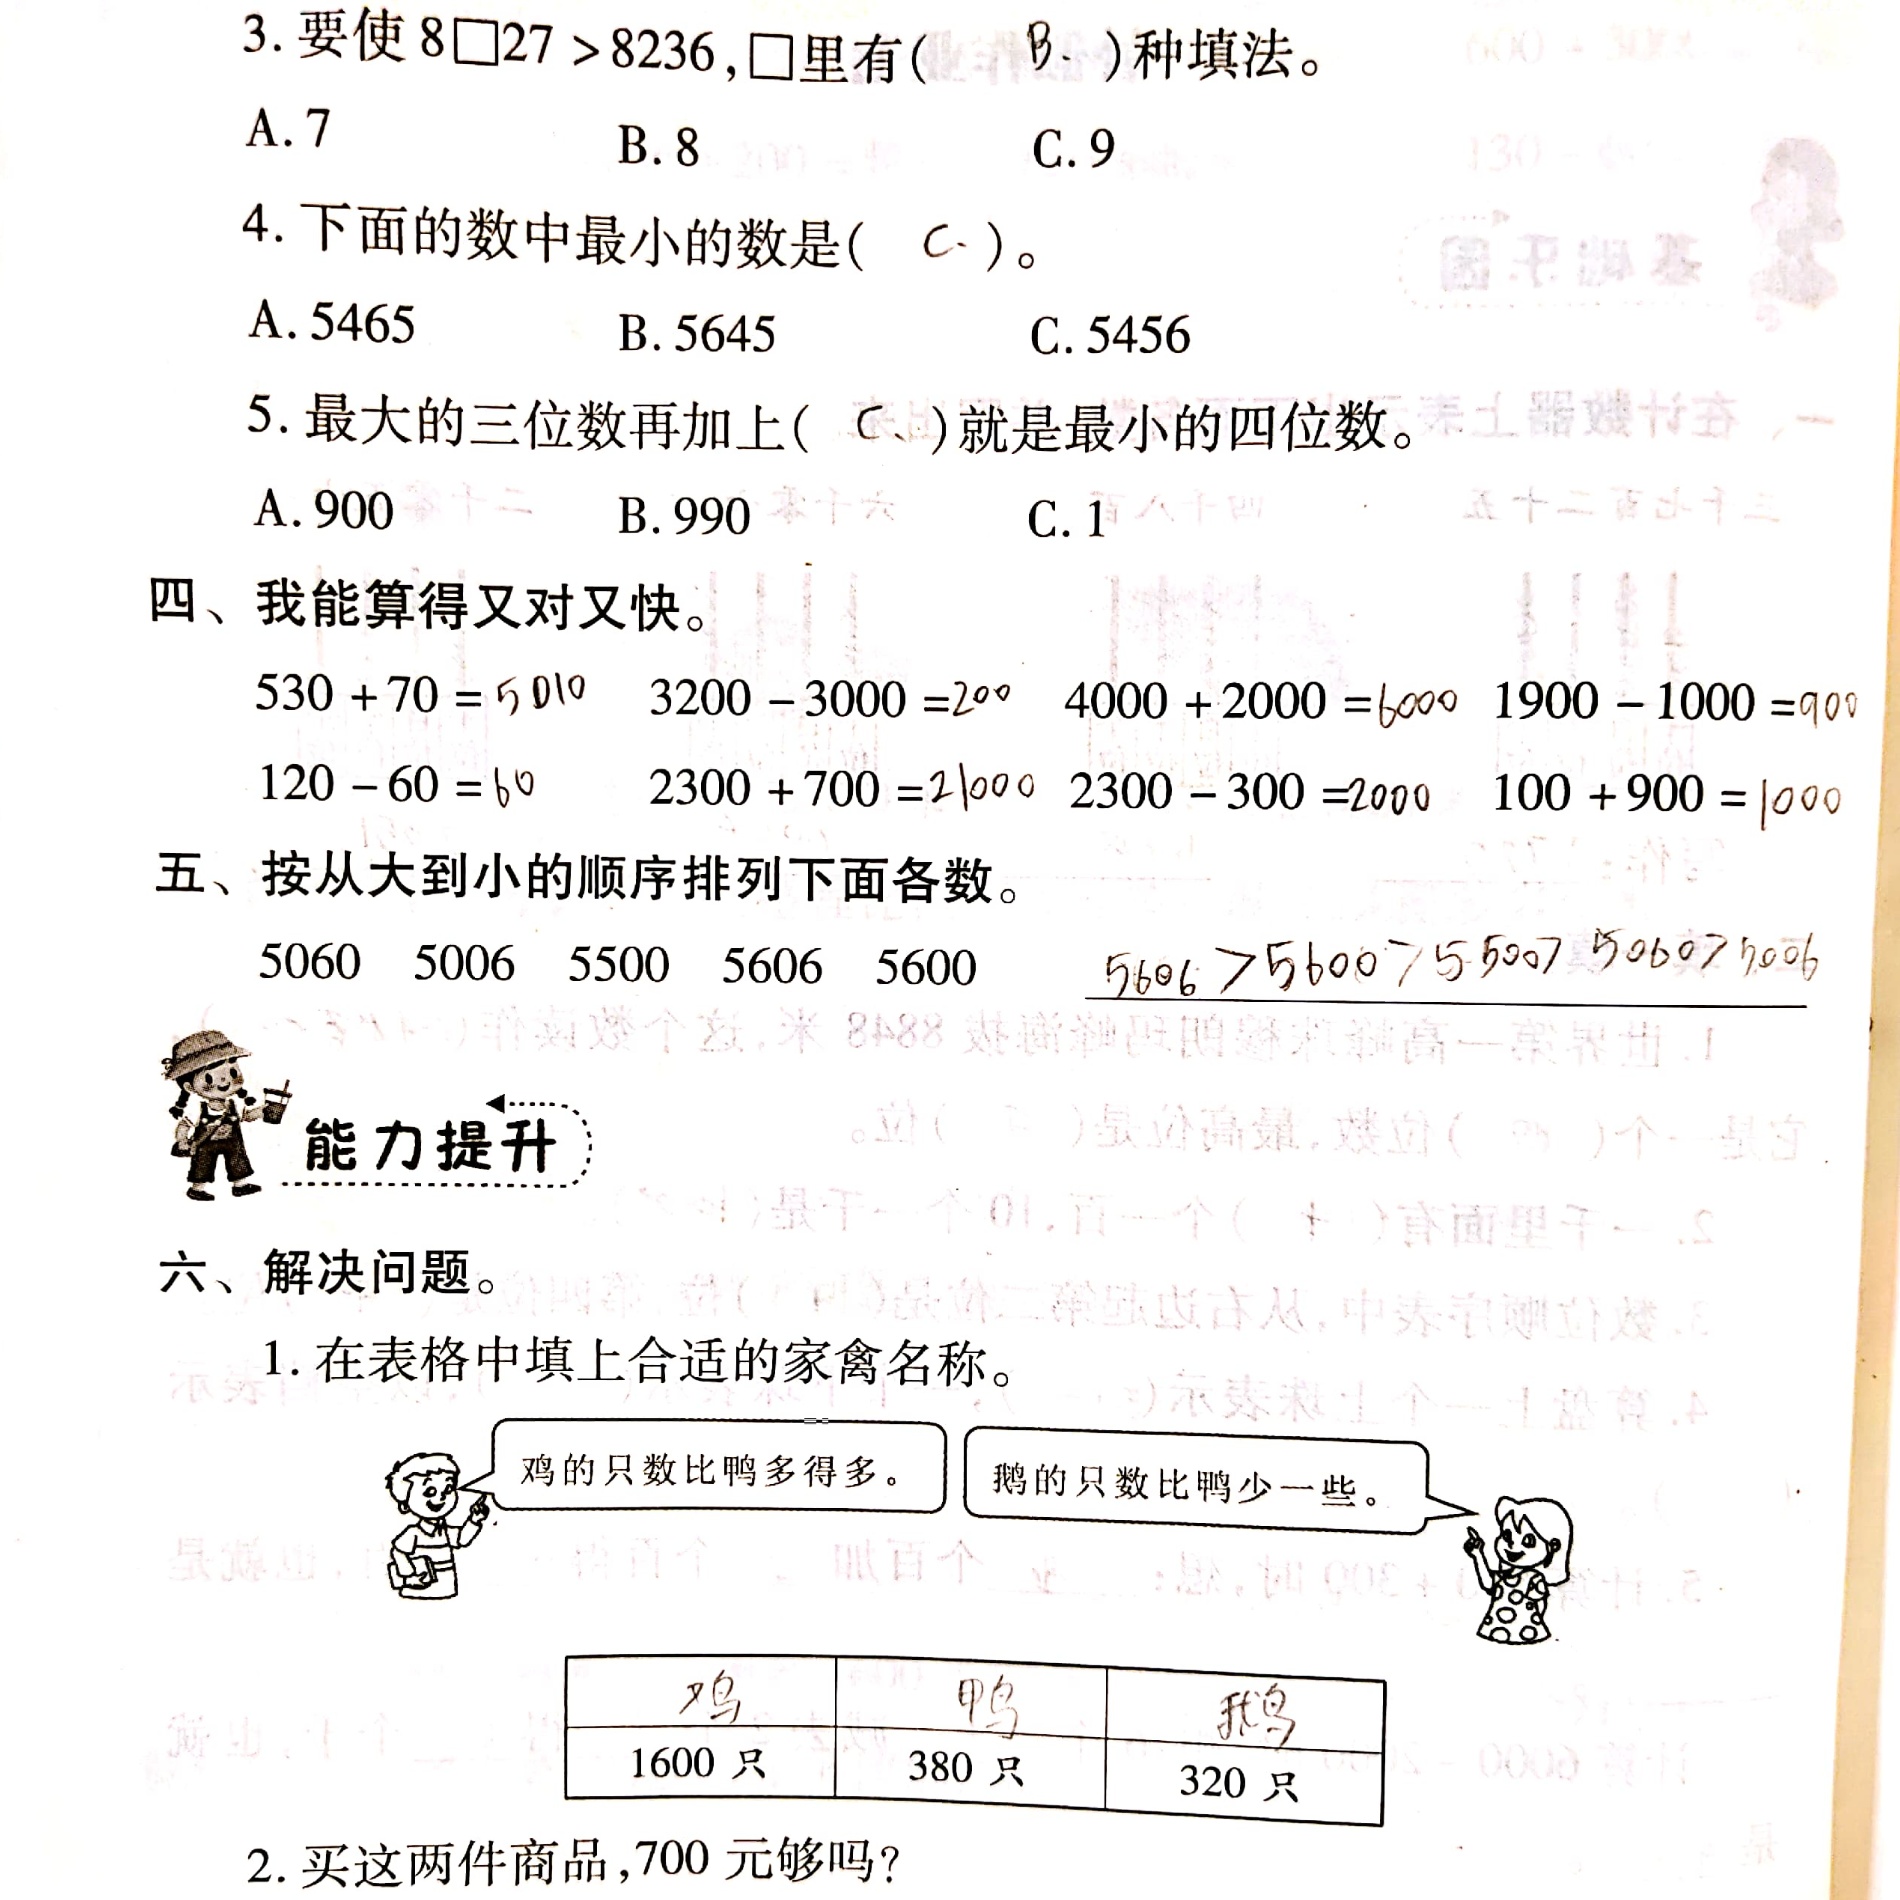 3. 要使 8□27 > 8236,□里有( B. )种填法。
A. 7 B. 8 C. 9
4. 下面的数中最小的数是( C. )。
A. 5465 B. 5645 C. 5456
5. 最大的三位数再加上( C、)就是最小的四位数。
A. 900 B. 990 C. 1
四、我能算得又对又快。
530 + 70 = 5010 3200 - 3000 = 200 4000 + 2000 = 6000 1900 - 1000 = 900
120 - 60 = 60 2300 + 700 = 21000 2300 - 300 = 2000 100 + 900 = 1000
五、按从大到小的顺序排列下面各数。
5060 5006 5500 5606 5600 5606 > 5600 > 5500 > 5060 > 5006
能力提升
六、解决问题。
1. 在表格中填上合适的家禽名称。
鸡的只数比鸭多得多。 鹅的只数比鸭少一些。
鸡 鸭 鹅
1600 只 380 只 320 只
2. 买这两件商品,700 元够吗?